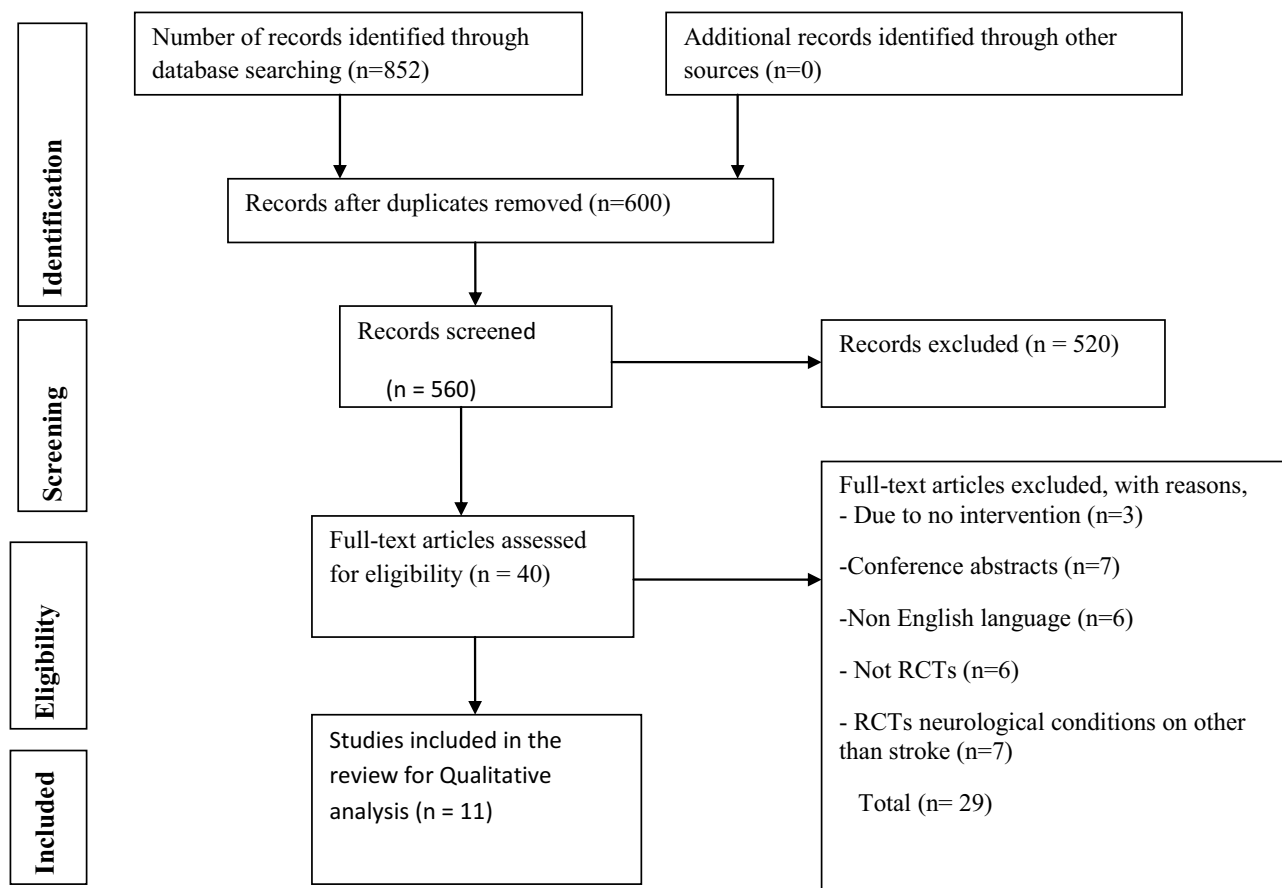 Number of records identified through
database searching (n=852)
Additional records identified through other
sources (n=0)
Identification
Records after duplicates removed (n=600)
Screening
Records screened
(n = 560)
Records excluded (n = 520)
Eligibility
Full-text articles assessed
for eligibility (n = 40)
Full-text articles excluded, with reasons,
- Due to no intervention (n=3)
-Conference abstracts (n=7)
-Non English language (n=6)
- Not RCTs (n=6)
- RCTs neurological conditions on other
than stroke (n=7)
Total (n= 29)
Included
Studies included in the
review for Qualitative
analysis (n = 11)